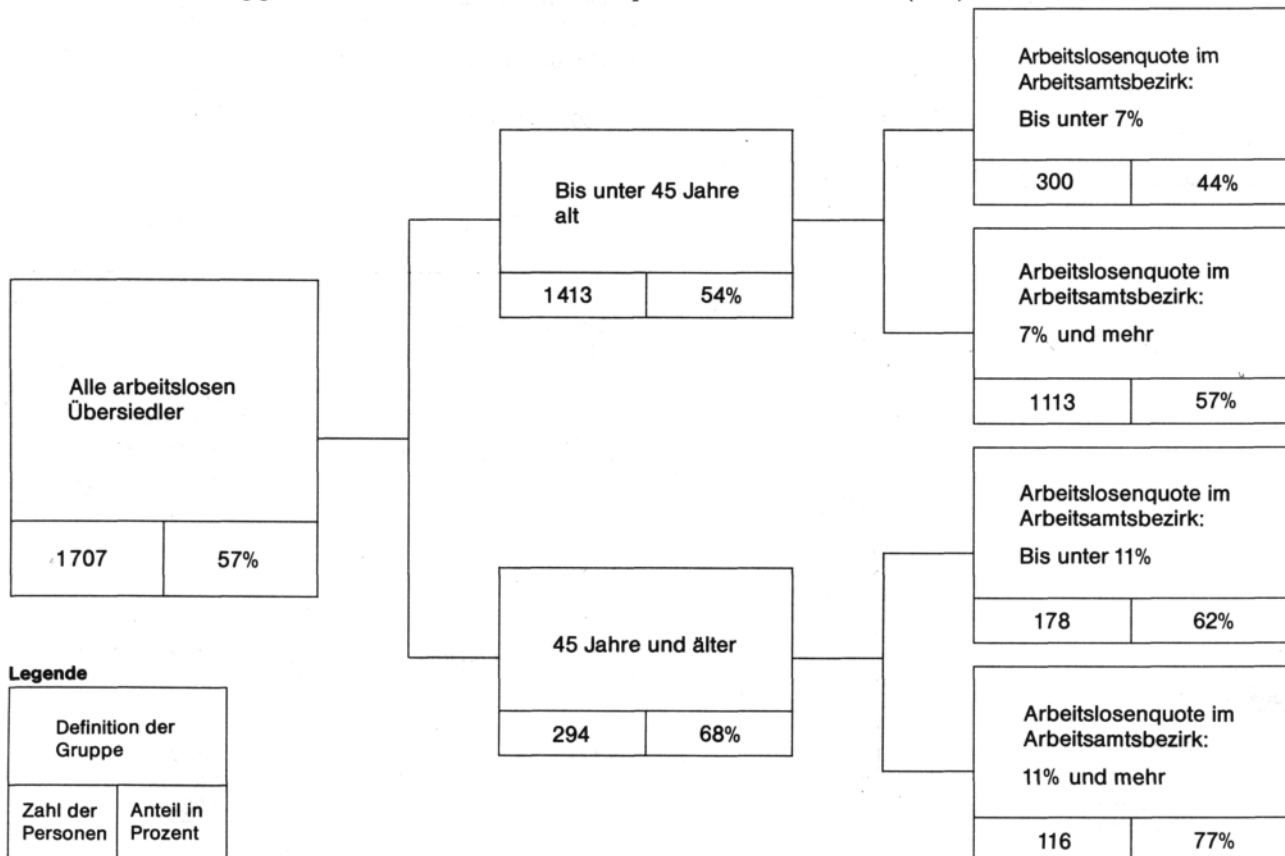 Arbeitslosenquote im
Arbeitsamtsbezirk:
Bis unter 7%
300 44%
Bis unter 45 Jahre
alt
1413 54%
Arbeitslosenquote im
Arbeitsamtsbezirk:
7% und mehr
1113 57%
Alle arbeitslosen
Übersiedler
1707 57%
Arbeitslosenquote im
Arbeitsamtsbezirk:
Bis unter 11%
178 62%
45 Jahre und älter
294 68%
Arbeitslosenquote im
Arbeitsamtsbezirk:
11% und mehr
116 77%
Legende
Definition der
Gruppe
Zahl der Anteil in
Personen Prozent